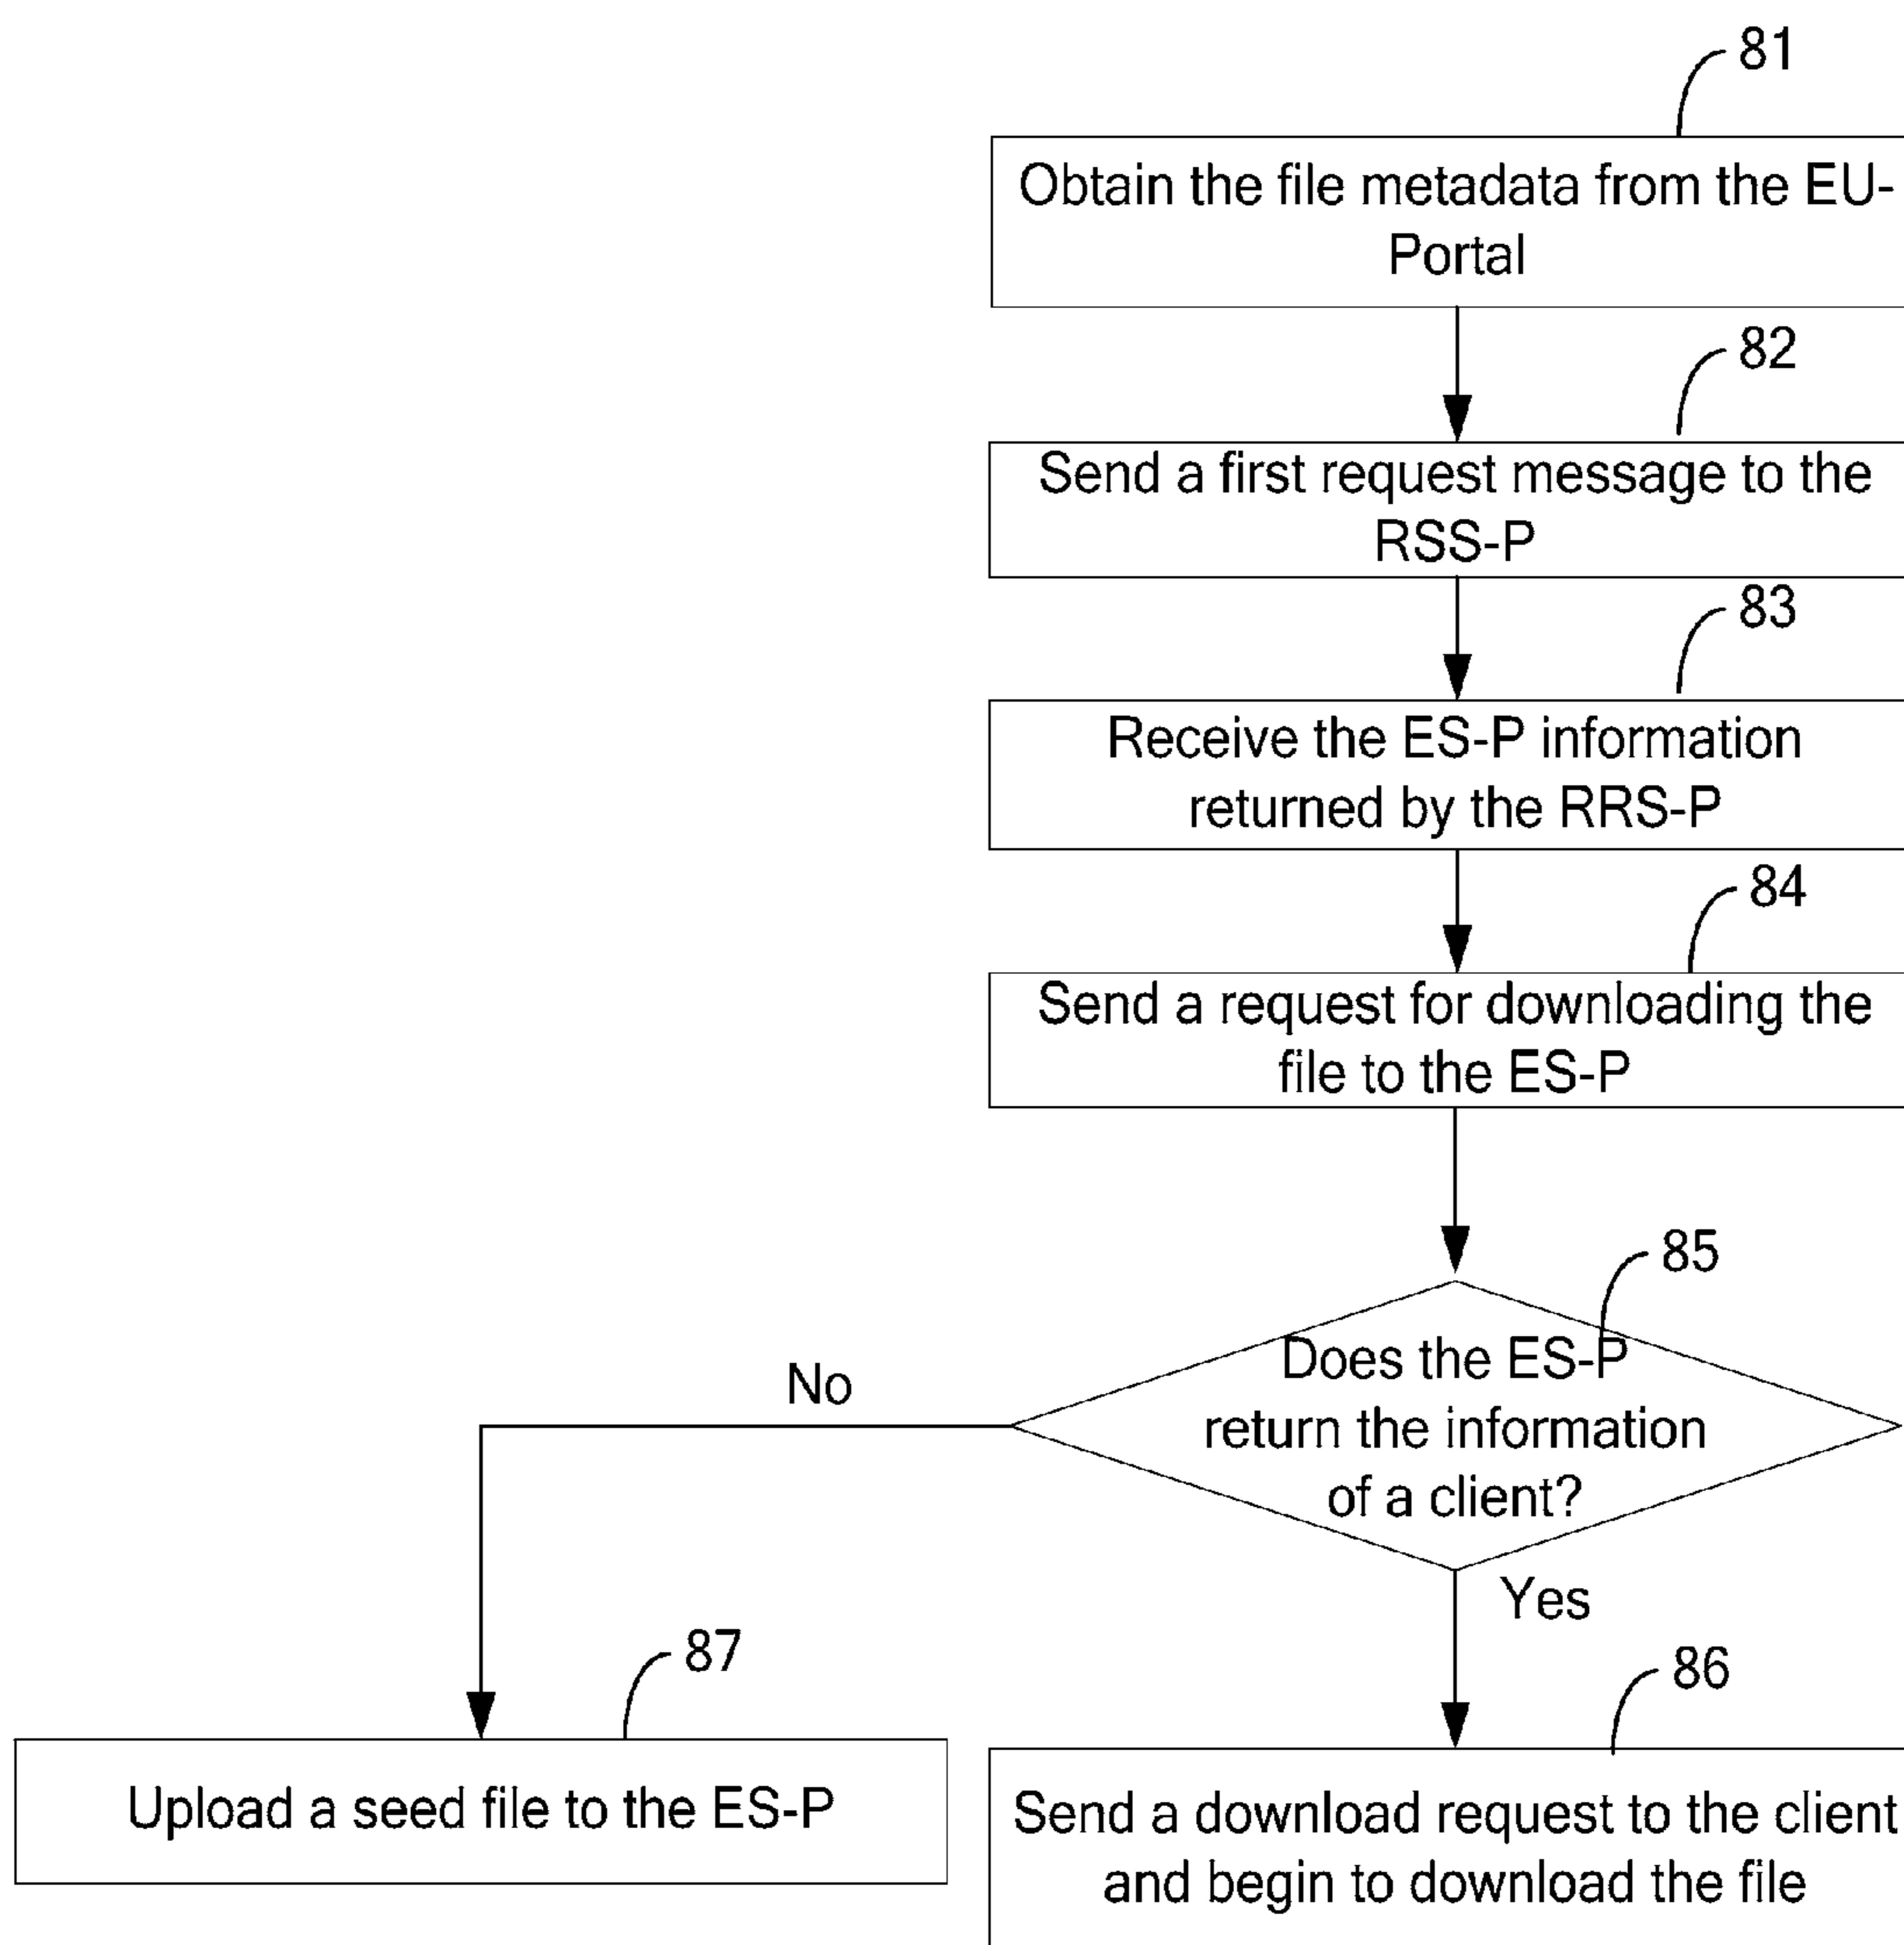 81
Obtain the file metadata from the EU-
Portal
82
Send a first request message to the
RSS-P
83
Receive the ES-P information
returned by the RRS-P
84
Send a request for downloading the
file to the ES-P
85
Does the ES-P
return the information
of a client?
No
Yes
87
Upload a seed file to the ES-P
86
Send a download request to the client
and begin to download the file